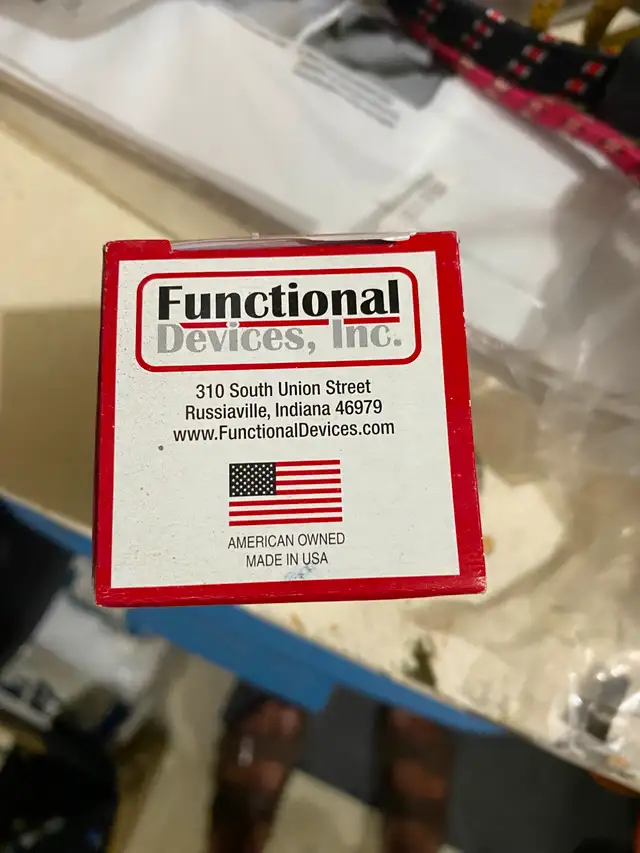 Functional
Devices, Inc.
310 South Union Street
Russiaville, Indiana 46979
www.FunctionalDevices.com
AMERICAN OWNED
MADE IN USA